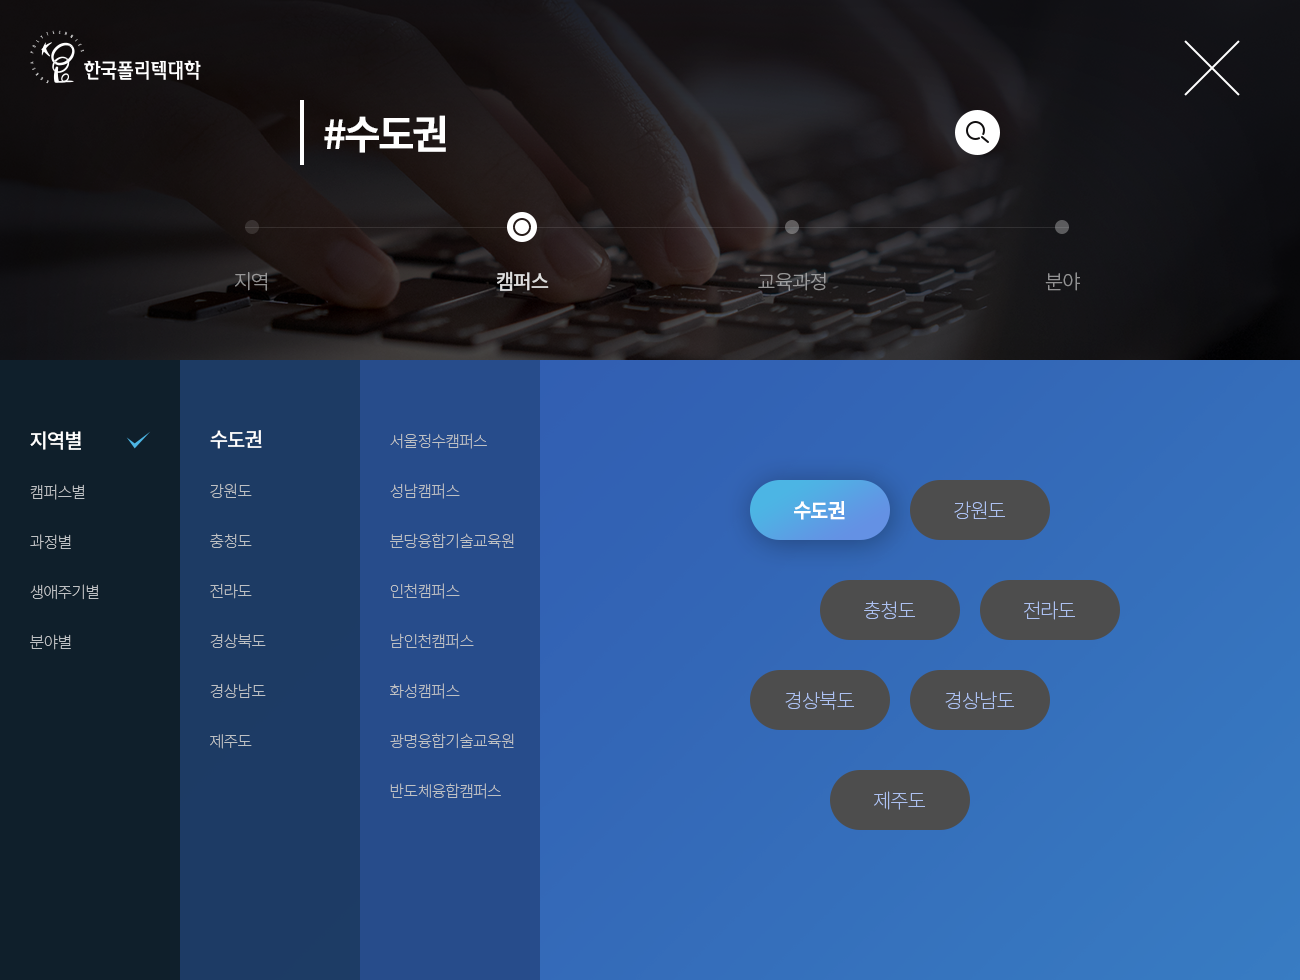 한국폴리텍대학
#수도권
지역
캠퍼스
교육과정
분야
지역별
캠퍼스별
과정별
생애주기별
분야별
수도권
강원도
충청도
전라도
경상북도
경상남도
제주도
서울정수캠퍼스
성남캠퍼스
분당융합기술교육원
인천캠퍼스
남인천캠퍼스
화성캠퍼스
광명융합기술교육원
반도체융합캠퍼스
수도권
강원도
충청도
전라도
경상북도
경상남도
제주도